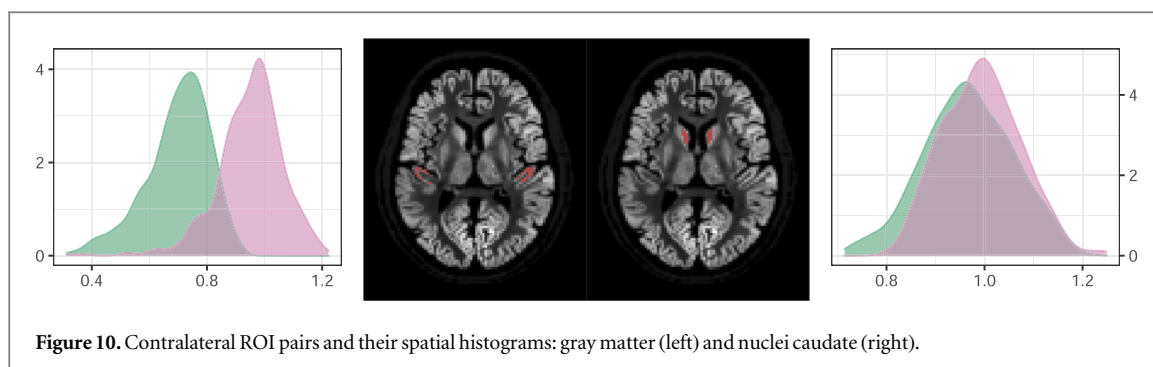 4
2
0
0.4 0.8 1.2
4
2
0
0.8 1.0 1.2
Figure 10. Contralateral ROI pairs and their spatial histograms: gray matter (left) and nuclei caudate (right).